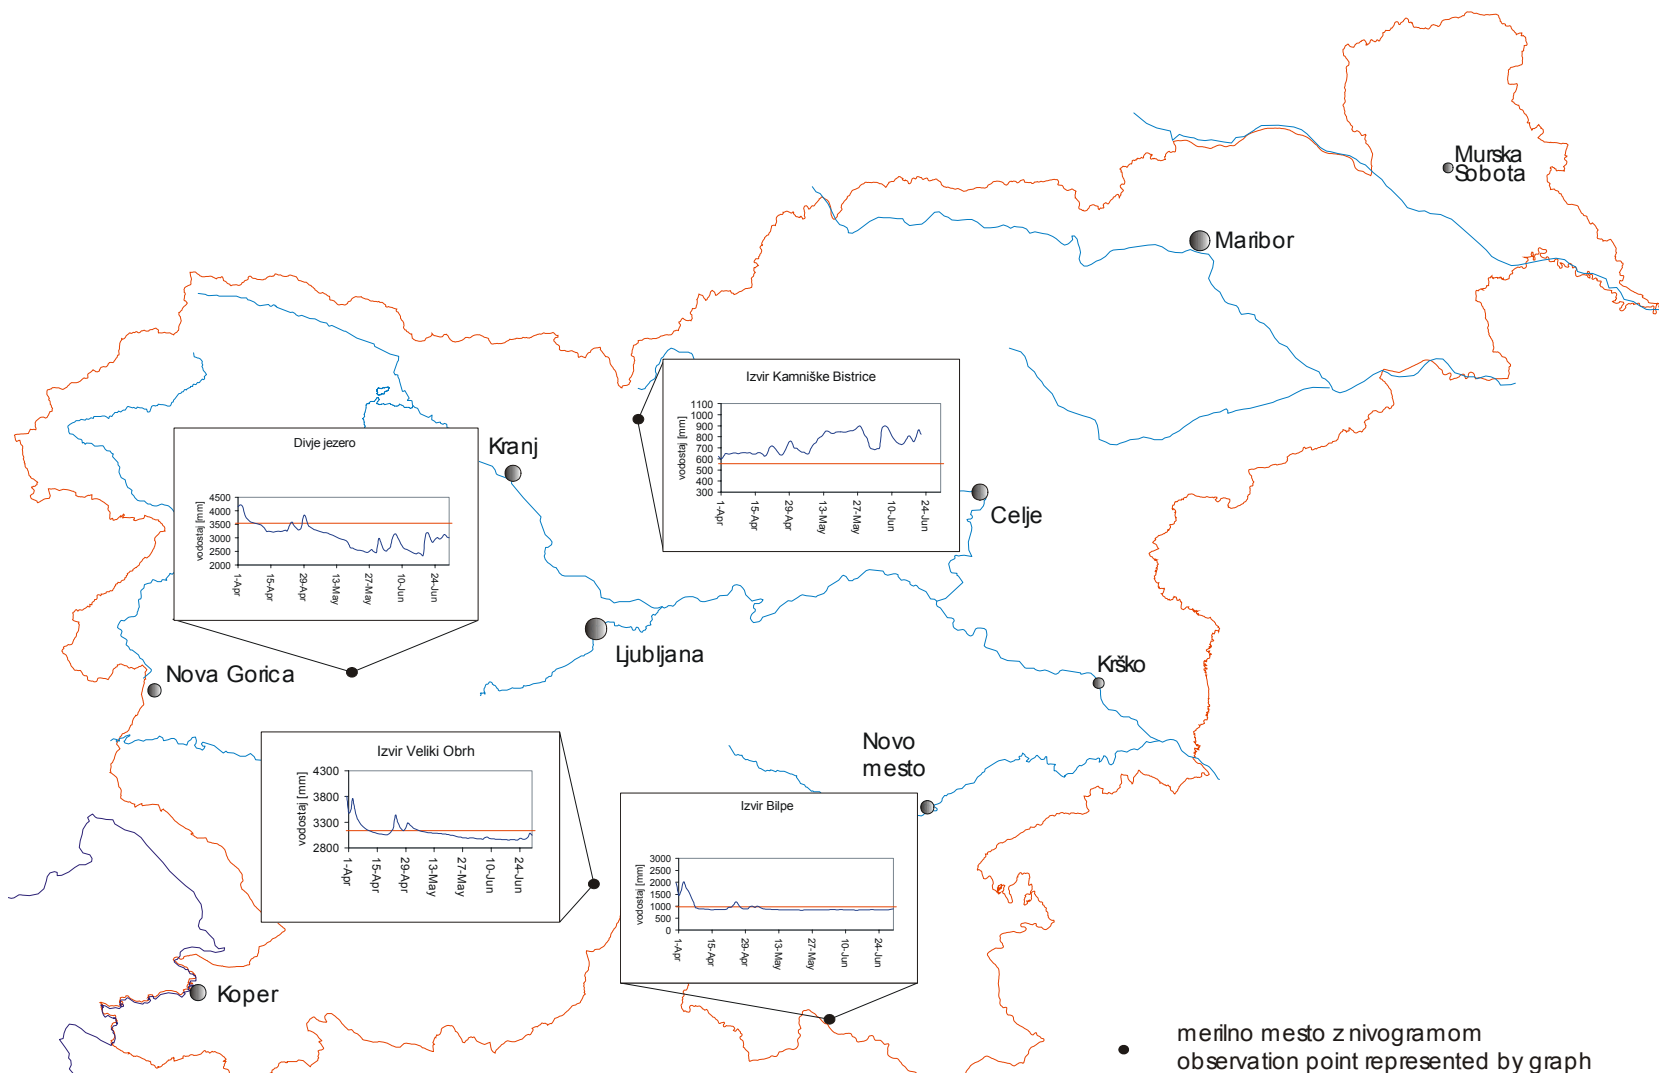 Murska
Sobota
Maribor
Izvir Kamniške Bistrice
vodostaj [mm]
1100
1000
900
800
700
600
500
400
300
1-Apr
15-Apr
29-Apr
13-May
27-May
10-Jun
24-Jun
Kranj
Celje
Divje jezero
vodostaj [mm]
4500
4000
3500
3000
2500
2000
1-Apr
15-Apr
29-Apr
13-May
27-May
10-Jun
24-Jun
Ljubljana
Nova Gorica
Krško
Izvir Veliki Obrh
vodostaj [mm]
4300
3800
3300
2800
1-Apr
15-Apr
29-Apr
13-May
27-May
10-Jun
24-Jun
Novo
mesto
Izvir Bilpe
vodostaj [mm]
3000
2500
2000
1500
1000
500
0
1-Apr
15-Apr
29-Apr
13-May
27-May
10-Jun
24-Jun
Koper
merilno mesto z nivogramom
observation point represented by graph